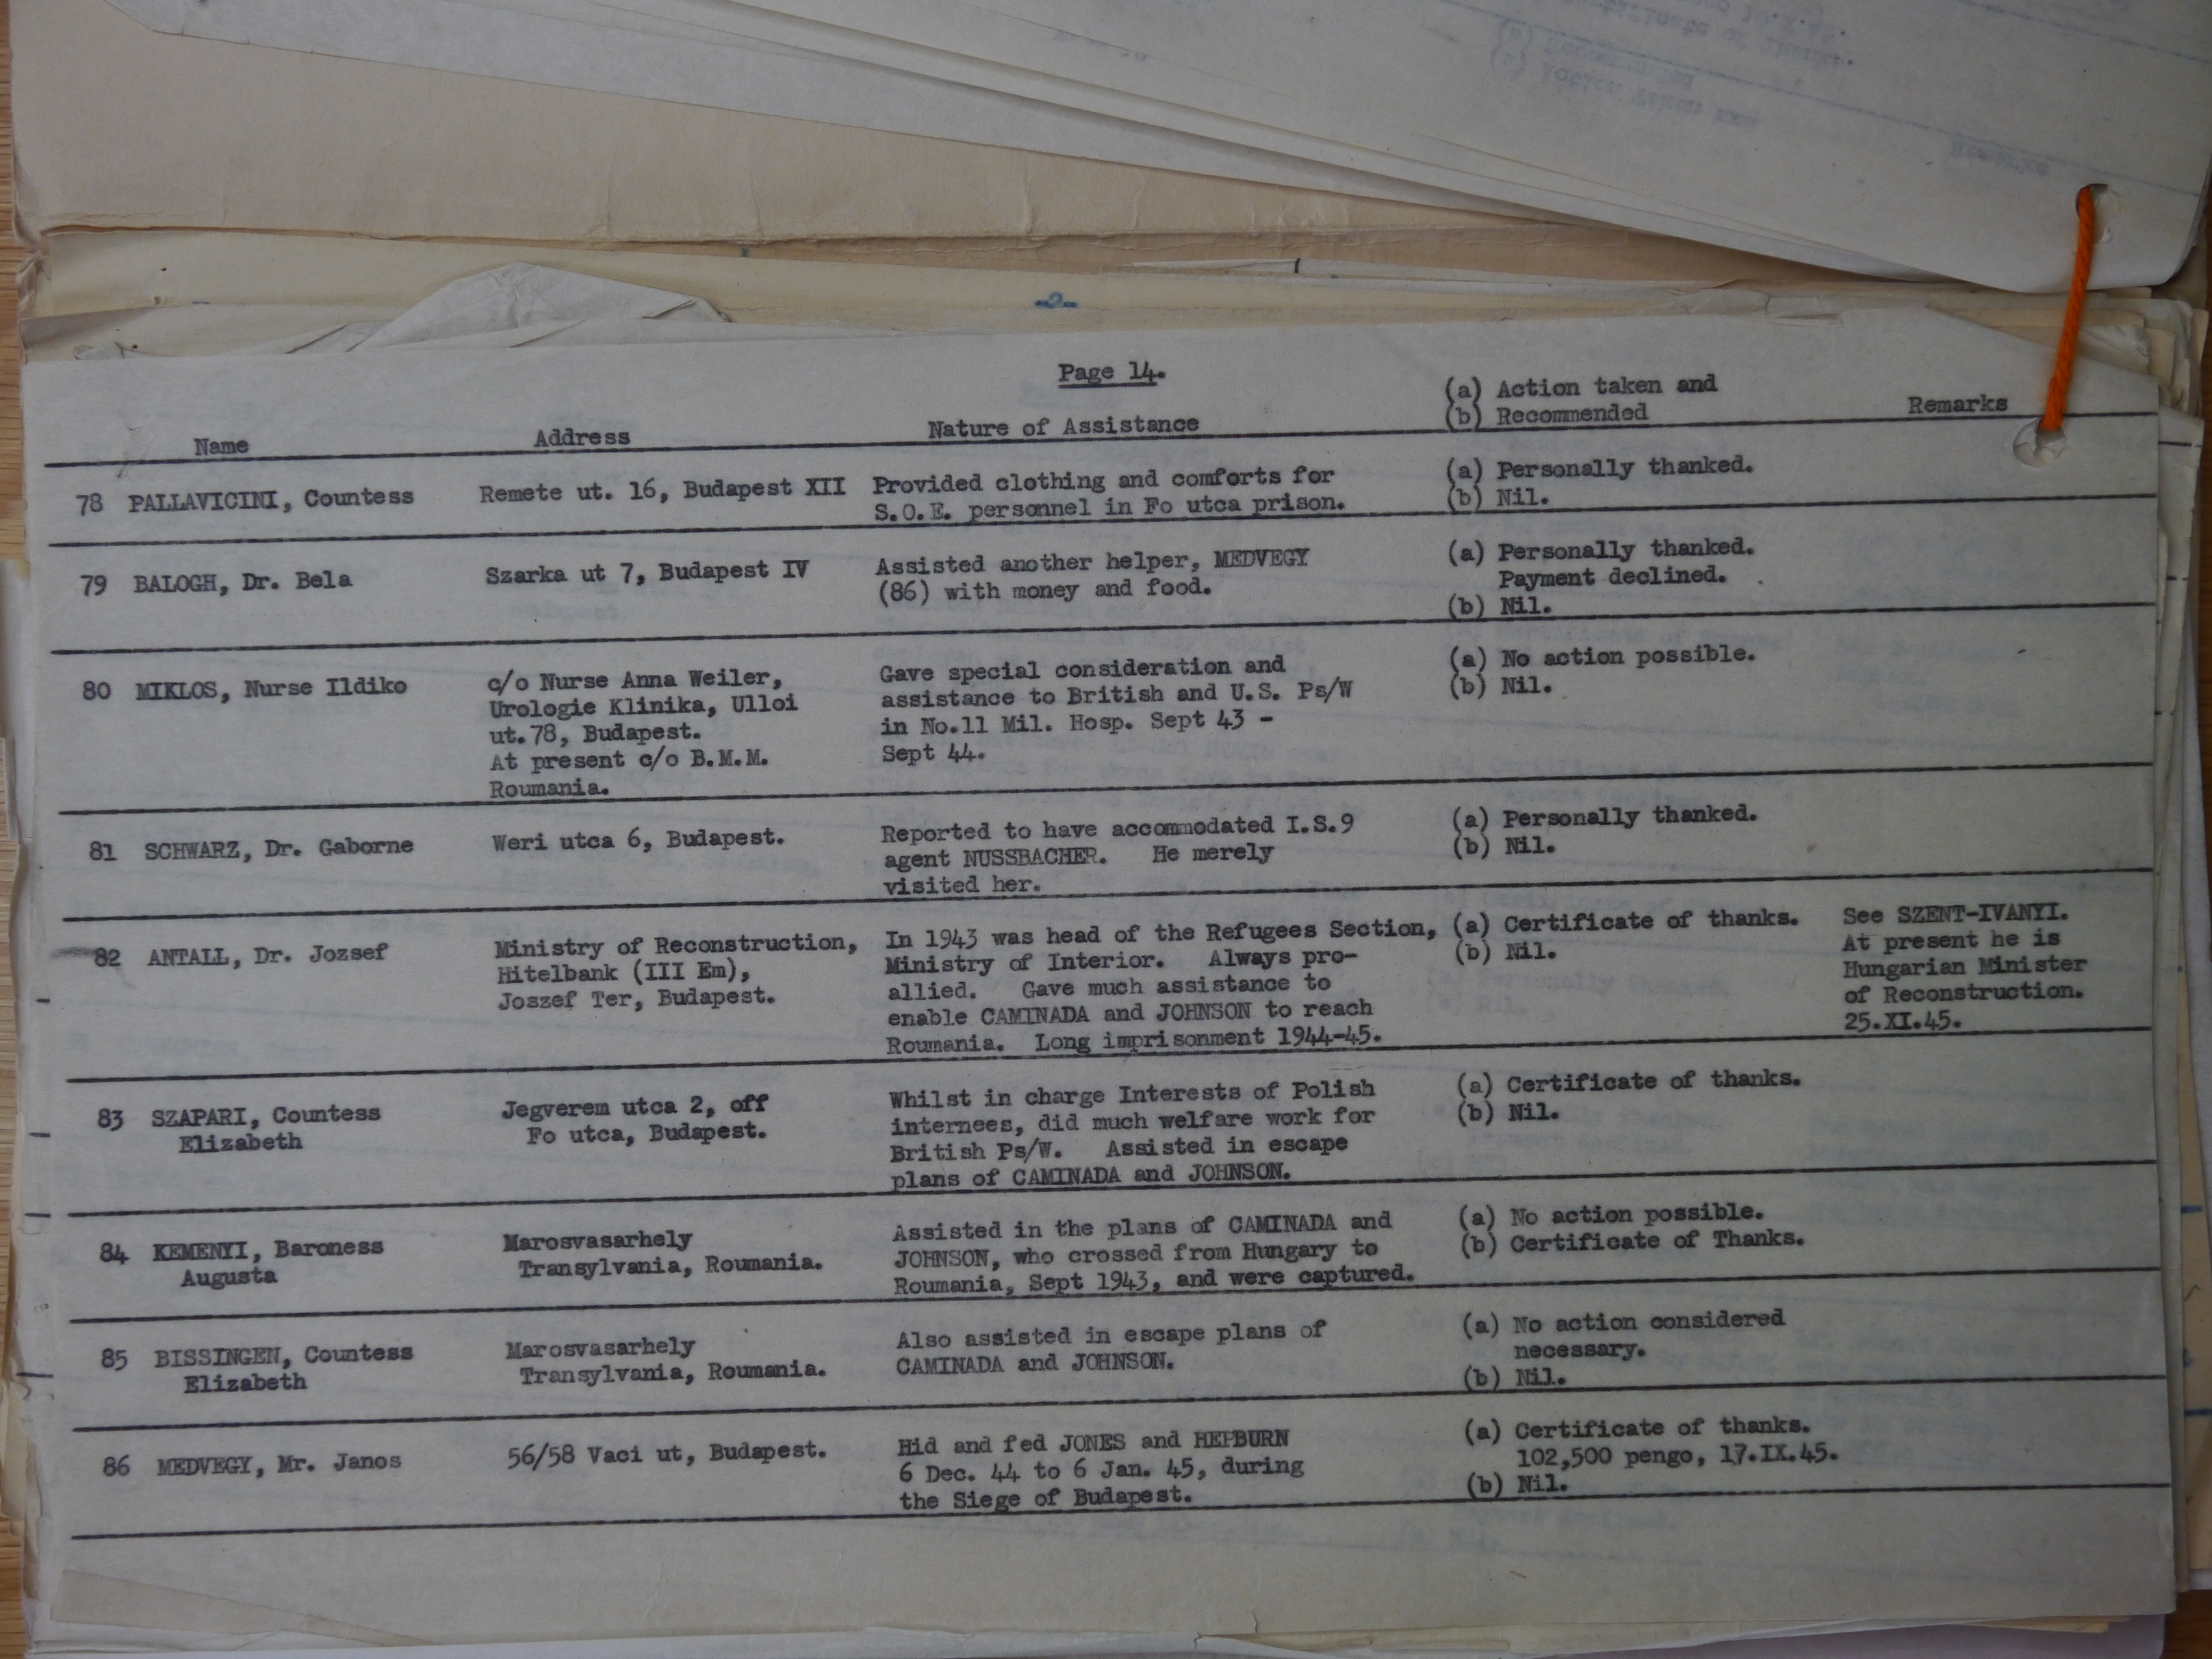 -2-
Page 14.
Name
Address
Nature of Assistance
(a) Action taken and
(b) Recommended
Remarks
78 PALLAVICINI, Countess
Remete ut. 16, Budapest XII
Provided clothing and comforts for
S.O.E. personnel in Fo utca prison.
(a) Personally thanked.
(b) Nil.
79 BALOGH, Dr. Bela
Szarka ut 7, Budapest IV
Assisted another helper, MEDVEGY
(86) with money and food.
(a) Personally thanked.
Payment declined.
(b) Nil.
80 MIKLOS, Nurse Ildiko
c/o Nurse Anna Weiler,
Urologie Klinika, Ulloi
ut.78, Budapest.
At present c/o B.M.M.
Roumania.
Gave special consideration and
assistance to British and U.S. Ps/W
in No.11 Mil. Hosp. Sept 43 -
Sept 44.
(a) No action possible.
(b) Nil.
81 SCHWARZ, Dr. Gaborne
Weri utca 6, Budapest.
Reported to have accommodated I.S.9
agent NUSSBACHER. He merely
visited her.
(a) Personally thanked.
(b) Nil.
82 ANTALL, Dr. Jozsef
Ministry of Reconstruction,
Hitelbank (III Em),
Joszef Ter, Budapest.
In 1943 was head of the Refugees Section,
Ministry of Interior. Always pro-
allied. Gave much assistance to
enable CAMINADA and JOHNSON to reach
Roumania. Long imprisonment 1944-45.
(a) Certificate of thanks.
(b) Nil.
See SZENT-IVANYI.
At present he is
Hungarian Minister
of Reconstruction.
25.XI.45.
83 SZAPARI, Countess
Elizabeth
Jegverem utca 2, off
Fo utca, Budapest.
Whilst in charge Interests of Polish
internees, did much welfare work for
British Ps/W. Assisted in escape
plans of CAMINADA and JOHNSON.
(a) Certificate of thanks.
(b) Nil.
84 KEMENYI, Baroness
Augusta
Marosvasarhely
Transylvania, Roumania.
Assisted in the plans of CAMINADA and
JOHNSON, who crossed from Hungary to
Roumania, Sept 1943, and were captured.
(a) No action possible.
(b) Certificate of Thanks.
85 BISSINGEN, Countess
Elizabeth
Marosvasarhely
Transylvania, Roumania.
Also assisted in escape plans of
CAMINADA and JOHNSON.
(a) No action considered
necessary.
(b) Nil.
86 MEDVEGY, Mr. Janos
56/58 Vaci ut, Budapest.
Hid and fed JONES and HEPBURN
6 Dec. 44 to 6 Jan. 45, during
the Siege of Budapest.
(a) Certificate of thanks.
102,500 pengo, 17.IX.45.
(b) Nil.